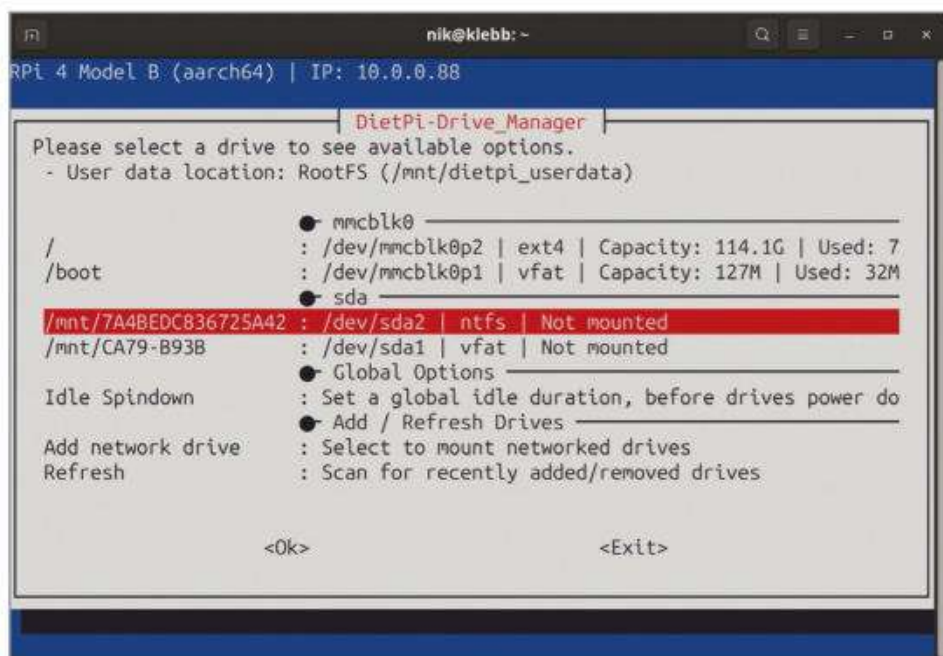 nik@klebb: ~
RPi 4 Model B (aarch64) | IP: 10.0.0.88
DietPi-Drive_Manager
Please select a drive to see available options.
- User data location: RootFS (/mnt/dietpi_userdata)
mmcblk0
/ : /dev/mmcblk0p2 | ext4 | Capacity: 114.1G | Used: 7
/boot : /dev/mmcblk0p1 | vfat | Capacity: 127M | Used: 32M
sda
/mnt/7A4BEDC836725A42 : /dev/sda2 | ntfs | Not mounted
/mnt/CA79-B93B : /dev/sda1 | vfat | Not mounted
Global Options
Idle Spindown : Set a global idle duration, before drives power do
Add / Refresh Drives
Add network drive : Select to mount networked drives
Refresh : Scan for recently added/removed drives
<Ok> <Exit>